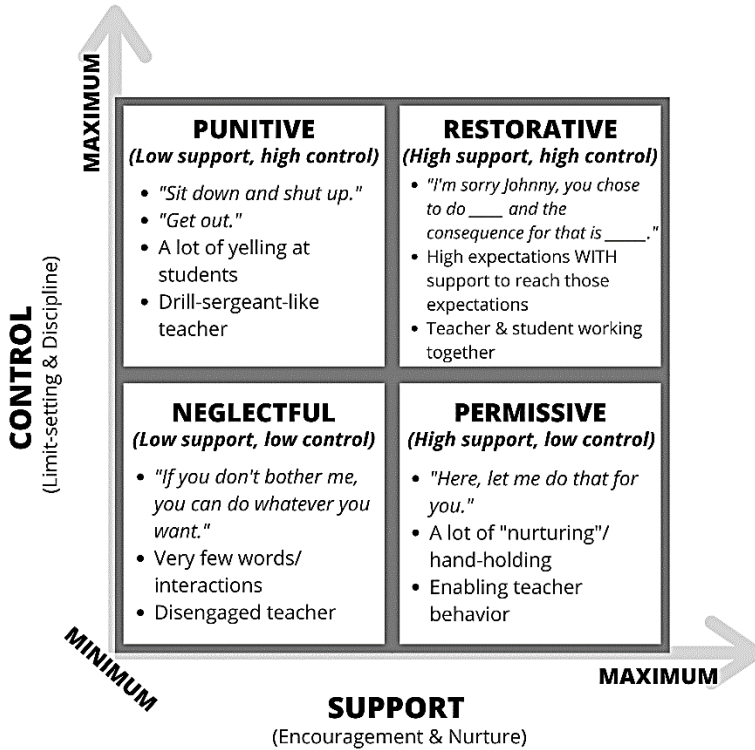 MAXIMUM
CONTROL
(Limit-setting & Discipline)
PUNITIVE
(Low support, high control)
• "Sit down and shut up."
• "Get out."
• A lot of yelling at
students
• Drill-sergeant-like
teacher
RESTORATIVE
(High support, high control)
• "I'm sorry Johnny, you chose
to do ____ and the
consequence for that is _____."
• High expectations WITH
support to reach those
expectations
• Teacher & student working
together
NEGLECTFUL
(Low support, low control)
• "If you don't bother me,
you can do whatever you
want."
• Very few words/
interactions
• Disengaged teacher
PERMISSIVE
(High support, low control)
• "Here, let me do that for
you."
• A lot of "nurturing"/
hand-holding
• Enabling teacher
behavior
MINIMUM
MAXIMUM
SUPPORT
(Encouragement & Nurture)